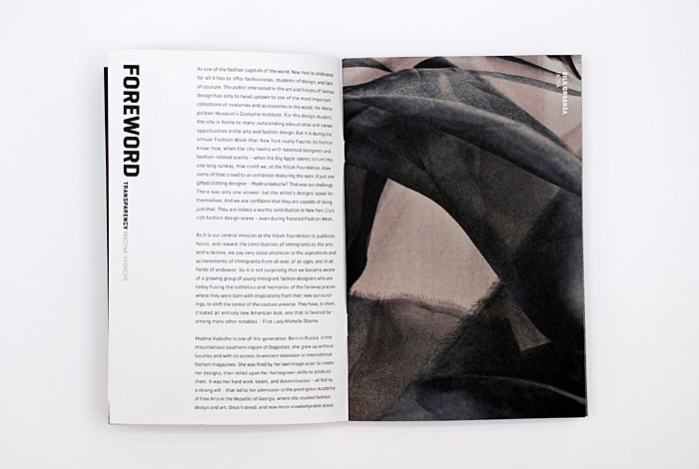 FOREWORD TRANSPARENCY MADINA VADACHE
As one of the fashion capitals of the world, New York is celebrated
for all it has to offer fashionistas, students of design, and fans
of couture. The public interested in the art and history of fashion
design has only to head uptown to one of the most important
collections of costumes and accessories in the world, the Metro-
politan Museum's Costume Institute. For the design student,
the city is home to many outstanding educational and career
opportunities in the arts and fashion design. But it is during the
annual Fashion Week that New York really flaunts its fashion
know-how, when the city teems with talented designers and
fashion-related events – when the Big Apple seems to turn into
one long runway. How could we, at the Vilcek Foundation, draw
some of that crowd to an exhibition featuring the work of just one
gifted clothing designer – Madina Vadache? That was our challenge.
There was only one answer: Let the artist's designs speak for
themselves. And we are confident that they are capable of doing
just that. They are indeed a worthy contribution to New York City's
rich fashion design scene – even during frenzied Fashion Week.
As it is our central mission at the Vilcek Foundation to publicize,
honor, and reward the contributions of immigrants to the arts
and sciences, we pay very close attention to the aspirations and
achievements of immigrants from all over, of all ages, and in all
fields of endeavor. So it is not surprising that we became aware
of a growing group of young immigrant fashion designers who are
today fusing the esthetics and memories of the faraway places
where they were born with inspirations from their new surround-
ings, to shift the center of the couture universe. They have, in short,
created an entirely new American look, one that is favored by –
among many other notables – First Lady Michelle Obama.
Madina Vadache is one of this generation. Born in Russia, in the
mountainous southern region of Dagestan, she grew up without
luxuries and with no access to western television or international
fashion magazines. She was fired by her own imagination to create
her designs, then relied upon her homegrown skills to produce
them. It was her hard work, talent, and determination – all fed by
a strong will – that led to her admission to the prestigious Academy
of Fine Arts in the Republic of Georgia, where she studied fashion
design and art. Once trained, and now more knowledgeable about
SILK ORGANZA